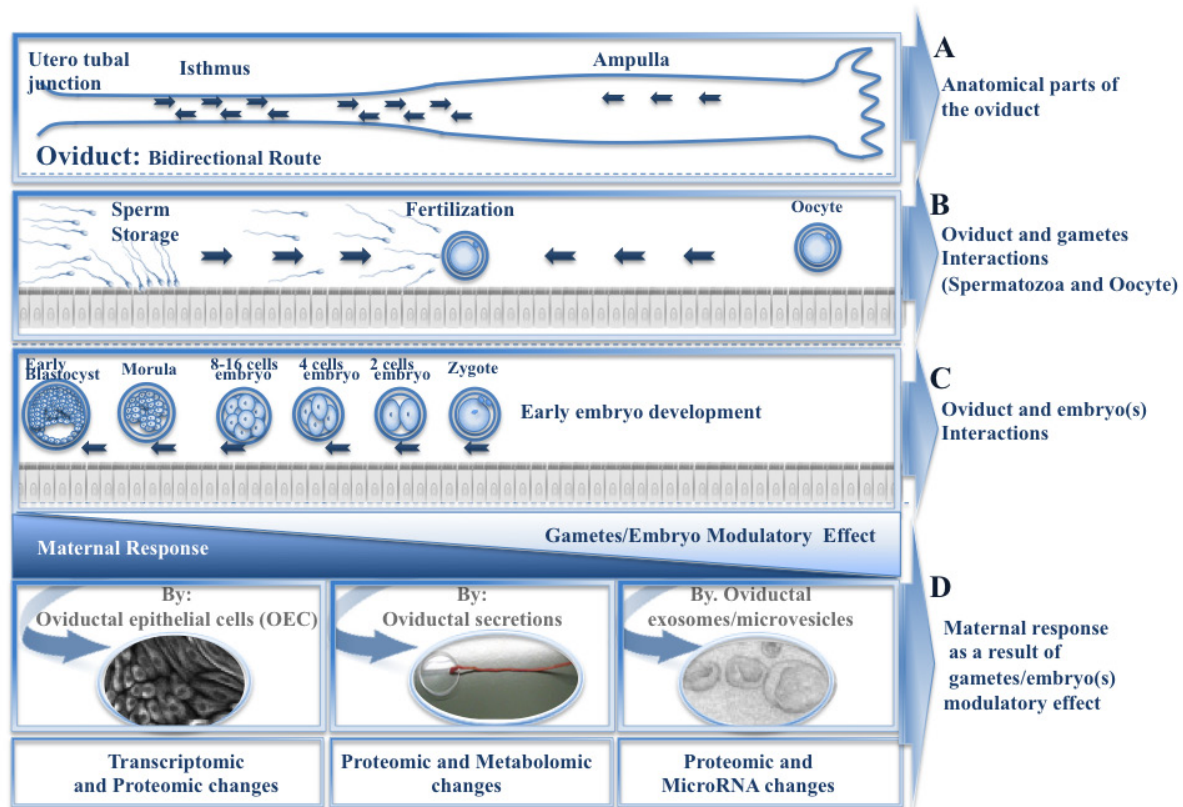 Utero tubal
junction
Isthmus
Ampulla
Oviduct: Bidirectional Route
A
Anatomical parts of
the oviduct
Sperm
Storage
Fertilization
Oocyte
B
Oviduct and gametes
Interactions
(Spermatozoa and Oocyte)
Early
Blastocyst
Morula
8-16 cells
embryo
4 cells
embryo
2 cells
embryo
Zygote
Early embryo development
C
Oviduct and embryo(s)
Interactions
Maternal Response
Gametes/Embryo Modulatory Effect
By:
Oviductal epithelial cells (OEC)
By:
Oviductal secretions
By. Oviductal
exosomes/microvesicles
D
Maternal response
as a result of
gametes/embryo(s)
modulatory effect
Transcriptomic
and Proteomic changes
Proteomic and Metabolomic
changes
Proteomic and
MicroRNA changes